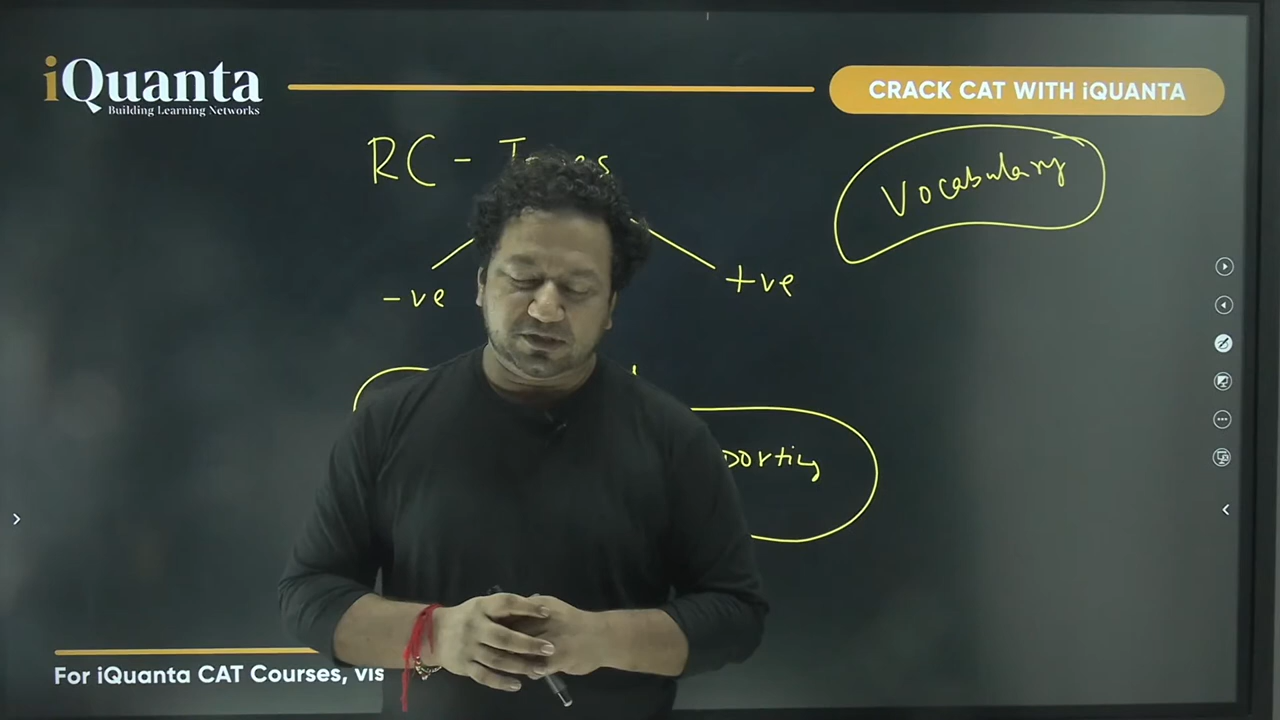 iQuanta
Building Learning Networks
CRACK CAT WITH iQUANTA
RC -
Vocabulary
-ve
+ve
For iQuanta CAT Courses, vis